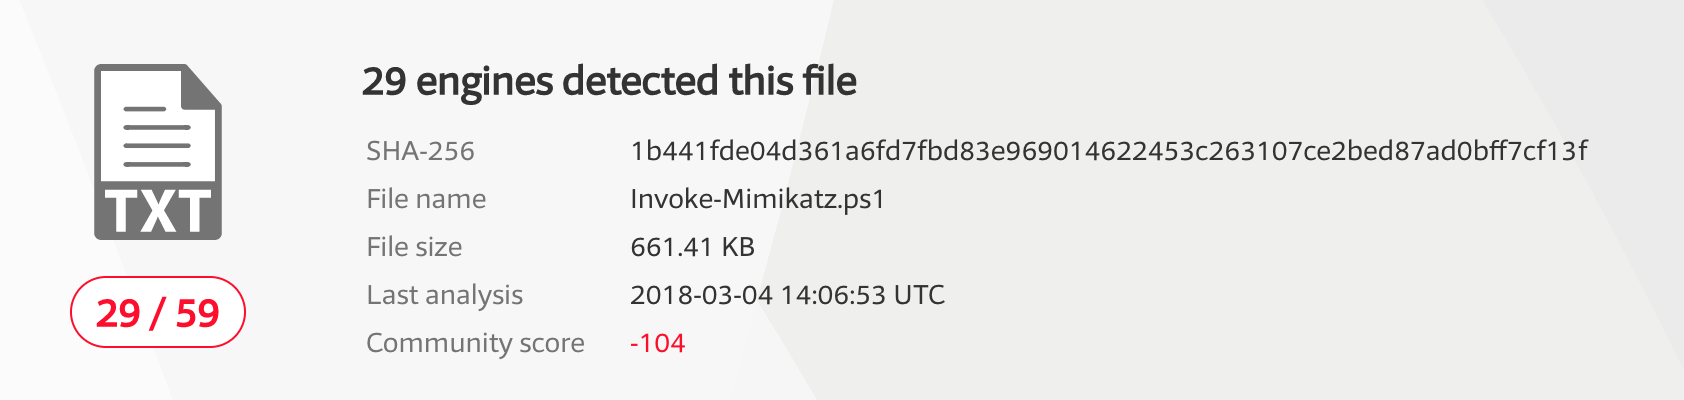 29 engines detected this file
SHA-256 1b441fde04d361a6fd7fbd83e969014622453c263107ce2bed87ad0bff7cf13f
File name Invoke-Mimikatz.ps1
File size 661.41 KB
Last analysis 2018-03-04 14:06:53 UTC
Community score -104
TXT
29 / 59